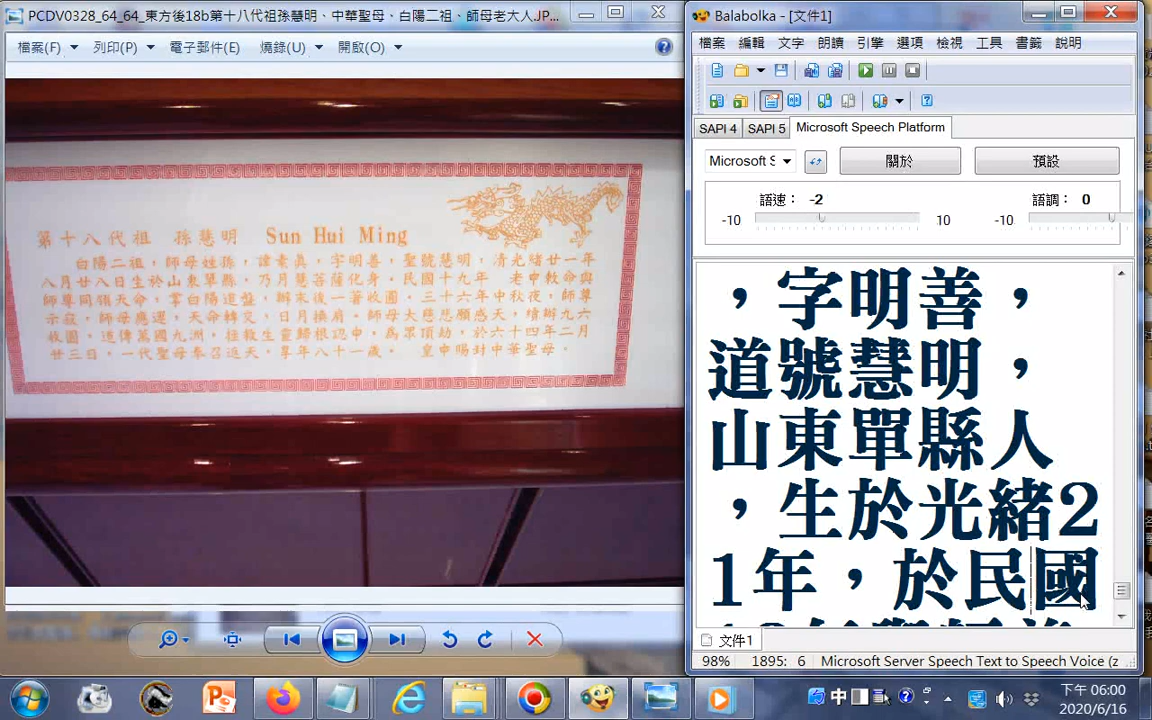 PCDV0328_64_64_東方後18b第十八代祖孫慧明、中華聖母、白陽二祖、師母老大人.JP...
檔案(F) 列印(P) 電子郵件(E) 燒錄(U) 開啟(O)
第十八代祖 孫慧明 Sun Hui Ming
白陽二祖，師母姓孫，諱素真，字明善，聖號慧明，清光緒廿一年
八月廿八日生於山東單縣，乃月慧菩薩化身。民國十九年 老申敕命與
師尊同領天命，掌白陽道盤，辦末後一著收圓。三十六年中秋夜，師尊
示寂，師母應運，天命轉交，日月換肩。師母大慈悲願感天，續辦九六
收圓，道傳萬國九洲，拯救生靈歸根認申，為眾頂劫，於六十四年二月
廿三日，一代聖母奉召返天，享年八十一歲。 皇申賜封中華聖母。
Balabolka - [文件1]
檔案 編輯 文字 朗讀 引擎 選項 檢視 工具 書籤 說明
SAPI 4 SAPI 5 Microsoft Speech Platform
Microsoft S 關於 預設
語速： -2 語調： 0
-10 10 -10
，字明善，
道號慧明，
山東單縣人
，生於光緒2
1年，於民國
文件1
98% 1895: 6 Microsoft Server Speech Text to Speech Voice (z
中
下午 06:00
2020/6/16